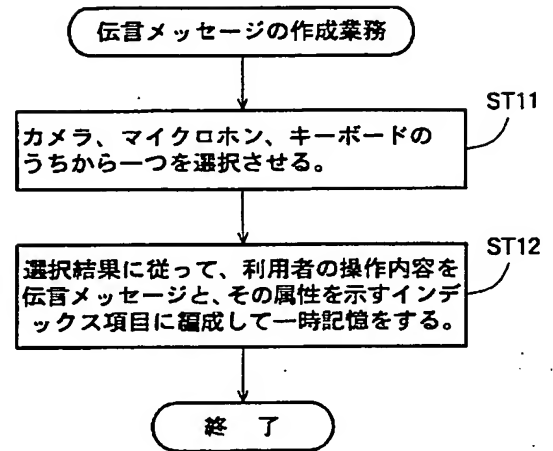 伝言メッセージの作成業務
ST11
カメラ、マイクロホン、キーボードの
うちから一つを選択させる。
ST12
選択結果に従って、利用者の操作内容を
伝言メッセージと、その属性を示すインデ
ックス項目に編成して一時記憶をする。
終 了